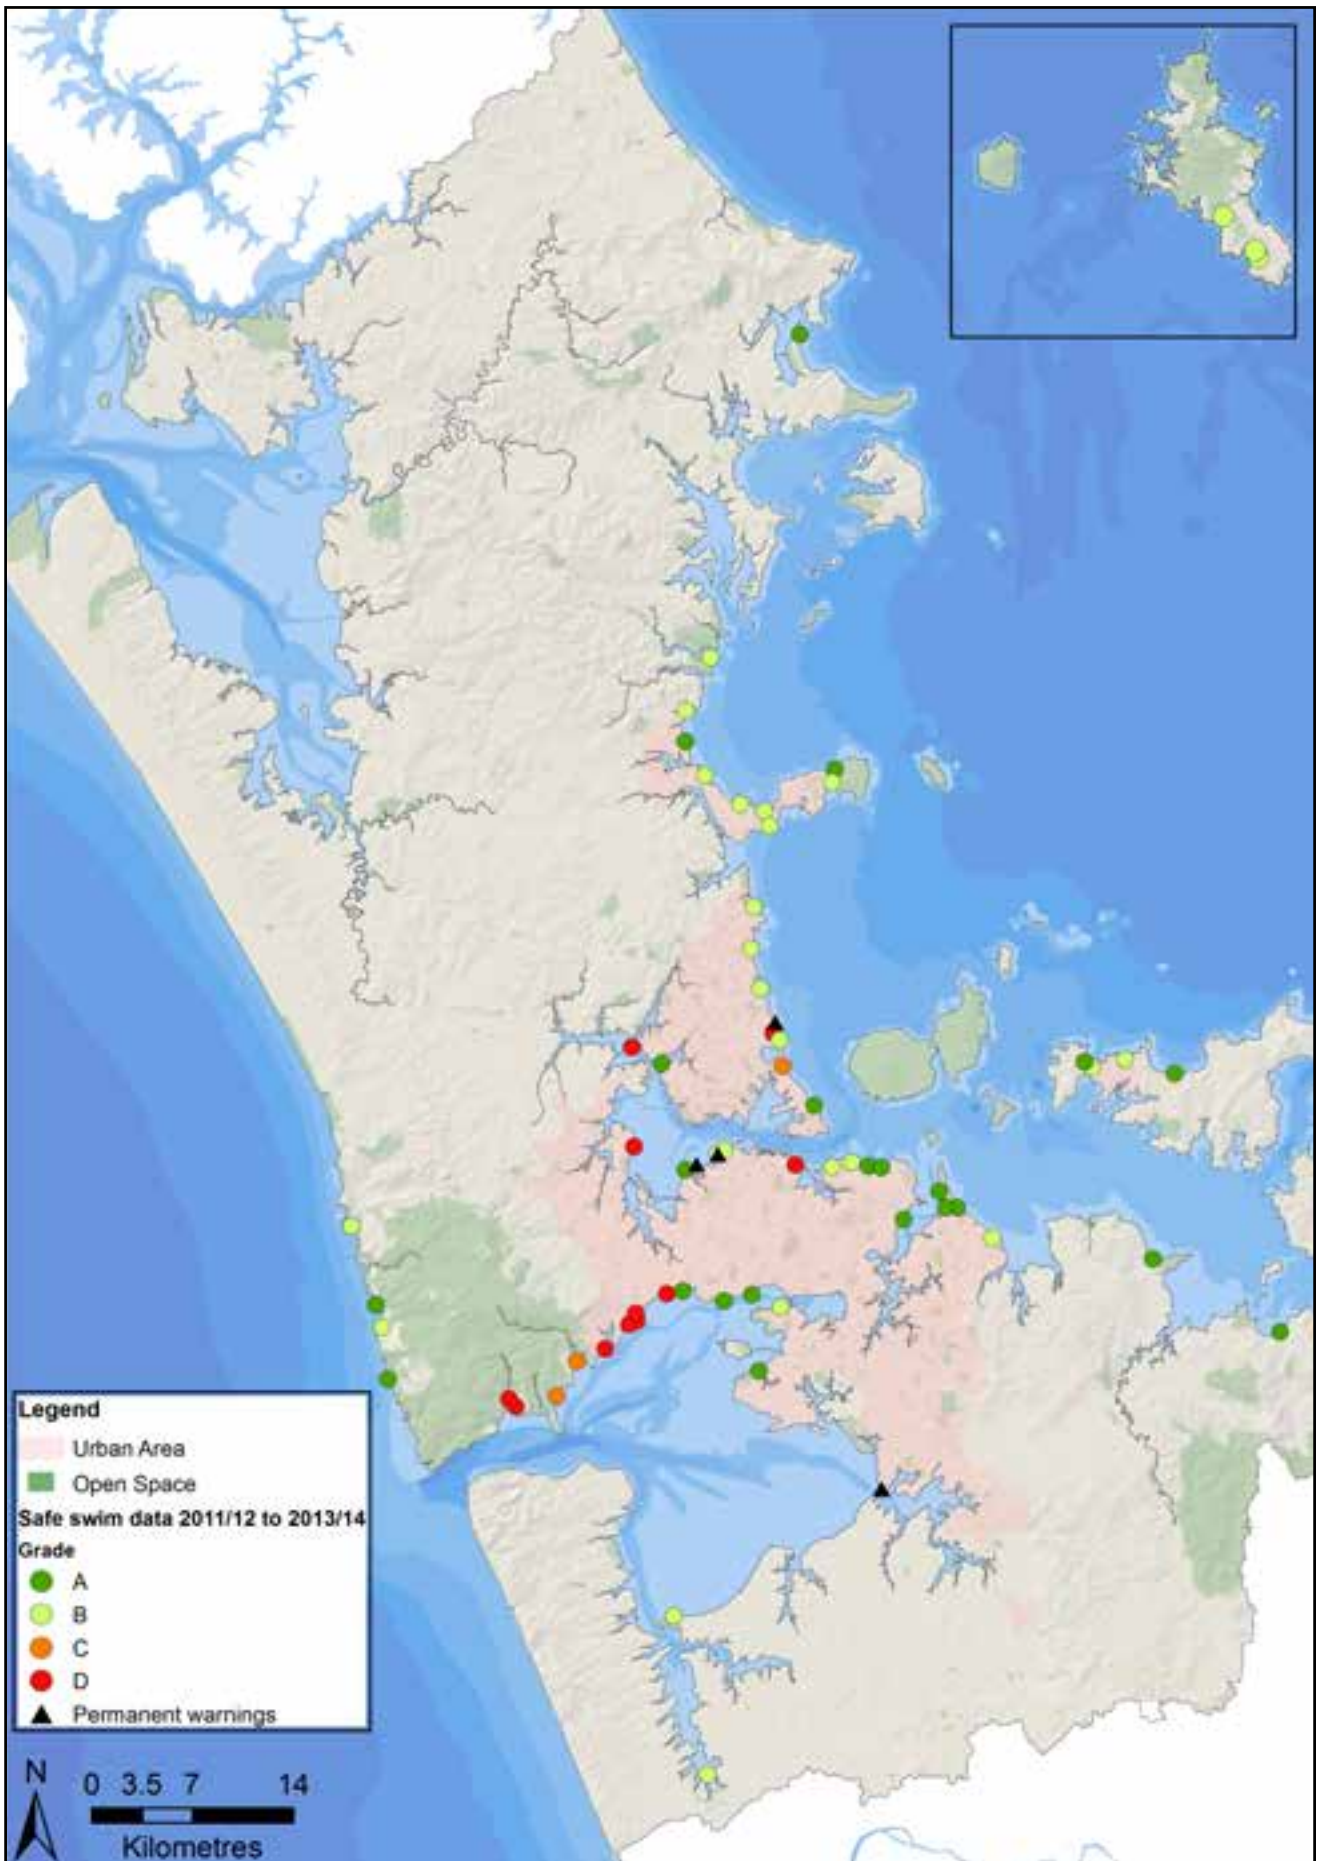 Legend
Urban Area
Open Space
Safe swim data 2011/12 to 2013/14
Grade
A
B
C
D
Permanent warnings
N
0 3.5 7 14
Kilometres